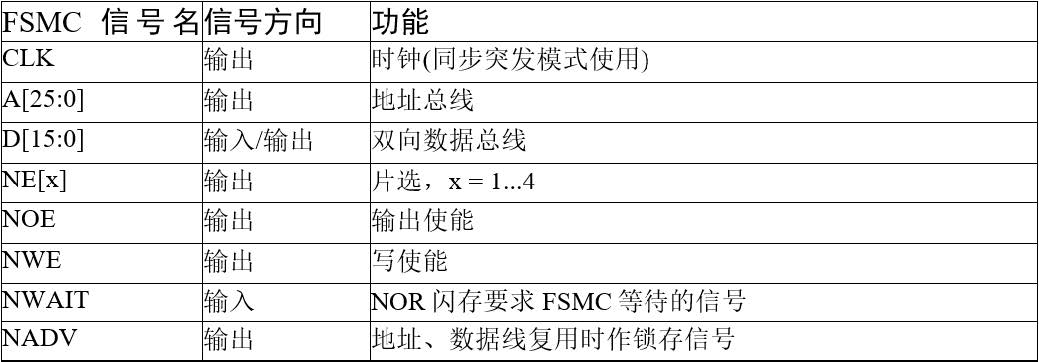 FSMC 信号名 信号方向 功能
CLK 输出 时钟(同步突发模式使用)
A[25:0] 输出 地址总线
D[15:0] 输入/输出 双向数据总线
NE[x] 输出 片选，x = 1...4
NOE 输出 输出使能
NWE 输出 写使能
NWAIT 输入 NOR 闪存要求 FSMC 等待的信号
NADV 输出 地址、数据线复用时作锁存信号